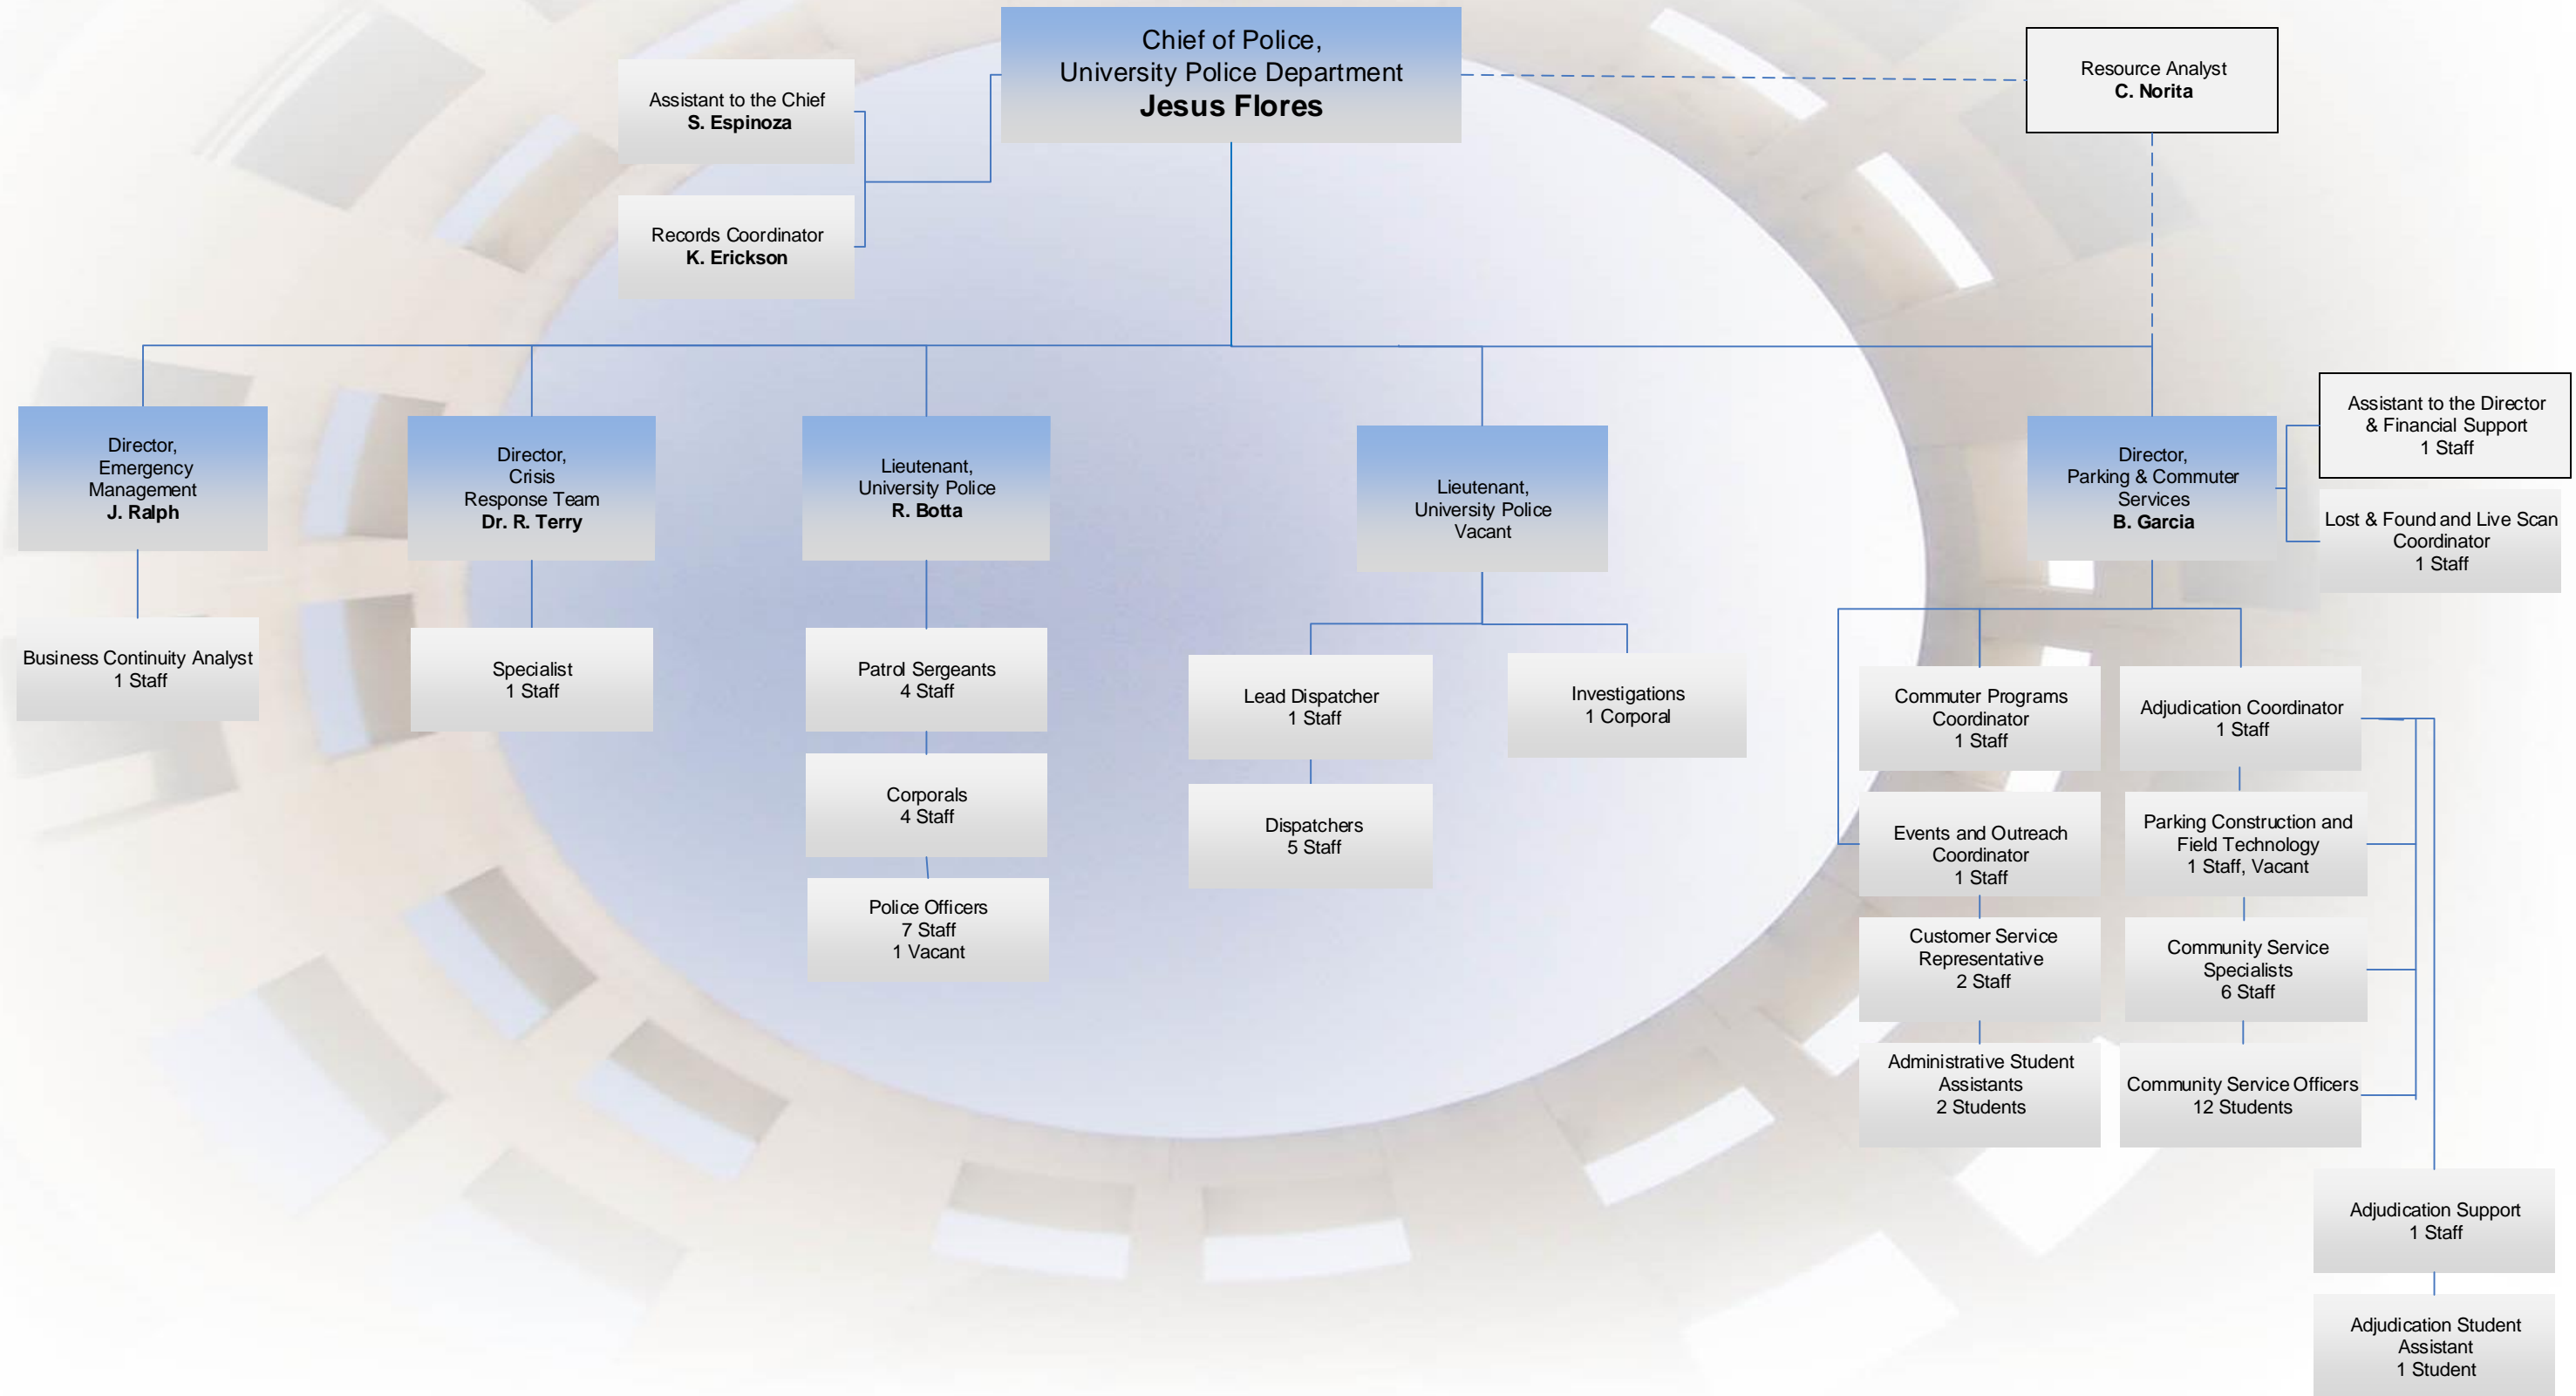 Chief of Police,
University Police Department
Jesus Flores
Resource Analyst
C. Norita
Assistant to the Chief
S. Espinoza
Records Coordinator
K. Erickson
Director,
Emergency
Management
J. Ralph
Director,
Crisis
Response Team
Dr. R. Terry
Lieutenant,
University Police
R. Botta
Lieutenant,
University Police
Vacant
Director,
Parking & Commuter
Services
B. Garcia
Assistant to the Director
& Financial Support
1 Staff
Lost & Found and Live Scan
Coordinator
1 Staff
Business Continuity Analyst
1 Staff
Specialist
1 Staff
Patrol Sergeants
4 Staff
Corporals
4 Staff
Police Officers
7 Staff
1 Vacant
Lead Dispatcher
1 Staff
Dispatchers
5 Staff
Investigations
1 Corporal
Commuter Programs
Coordinator
1 Staff
Events and Outreach
Coordinator
1 Staff
Customer Service
Representative
2 Staff
Administrative Student
Assistants
2 Students
Adjudication Coordinator
1 Staff
Parking Construction and
Field Technology
1 Staff, Vacant
Community Service
Specialists
6 Staff
Community Service Officers
12 Students
Adjudication Support
1 Staff
Adjudication Student
Assistant
1 Student